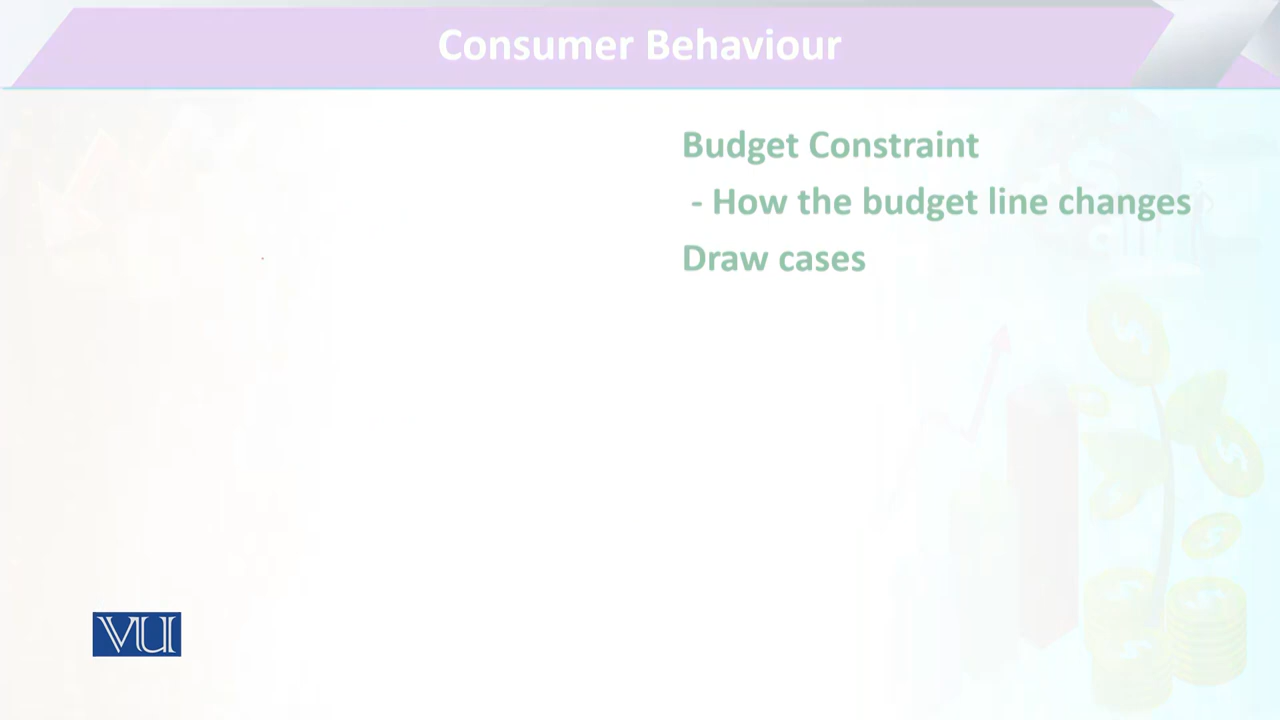 Consumer Behaviour
Budget Constraint
- How the budget line changes
Draw cases
VU